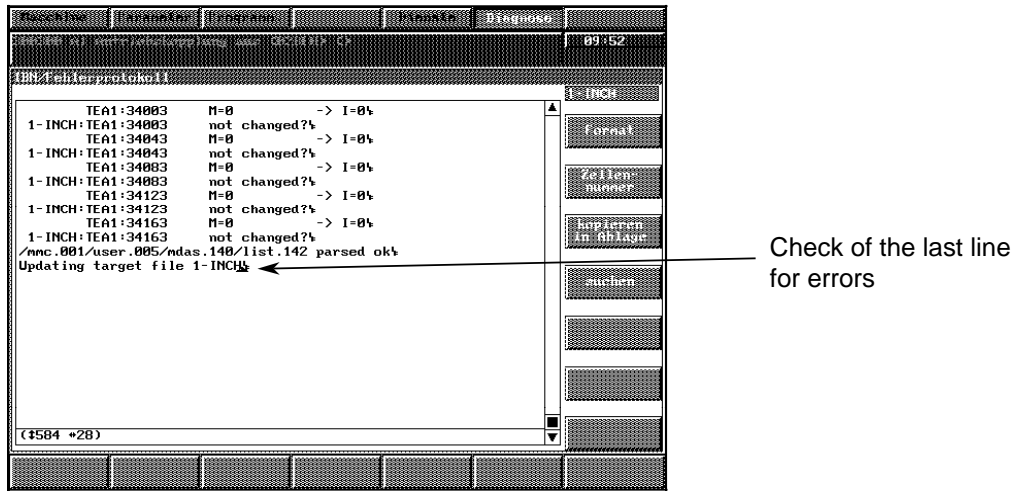 Maschine Parameter Programm Dienste Diagnose
09:52
IBN/Fehlerprotokoll
1-INCH
TEA1:34003 M=0 -> I=0␊
1-INCH:TEA1:34003 not changed?␊
TEA1:34043 M=0 -> I=0␊
1-INCH:TEA1:34043 not changed?␊
TEA1:34083 M=0 -> I=0␊
1-INCH:TEA1:34083 not changed?␊
TEA1:34123 M=0 -> I=0␊
1-INCH:TEA1:34123 not changed?␊
TEA1:34163 M=0 -> I=0␊
1-INCH:TEA1:34163 not changed?␊
/mmc.001/user.005/mdas.140/list.142 parsed ok␊
Updating target file 1-INCH␊
(↕584 ↔28)
Format
Zeilen-
nummer
kopieren
in Ablage
suchen
Check of the last line
for errors